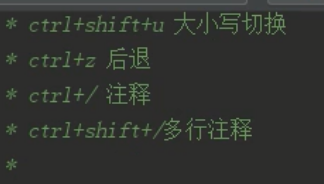 * ctrl+shift+u 大小写切换
* ctrl+z 后退
* ctrl+/ 注释
* ctrl+shift+/多行注释
*